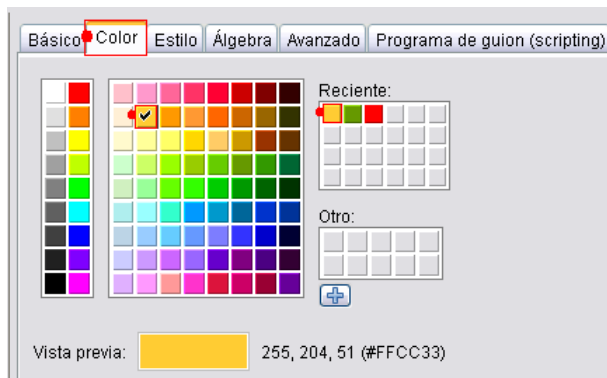 Básico Color Estilo Álgebra Avanzado Programa de guion (scripting)
Reciente:
Otro:
Vista previa: 255, 204, 51 (#FFCC33)